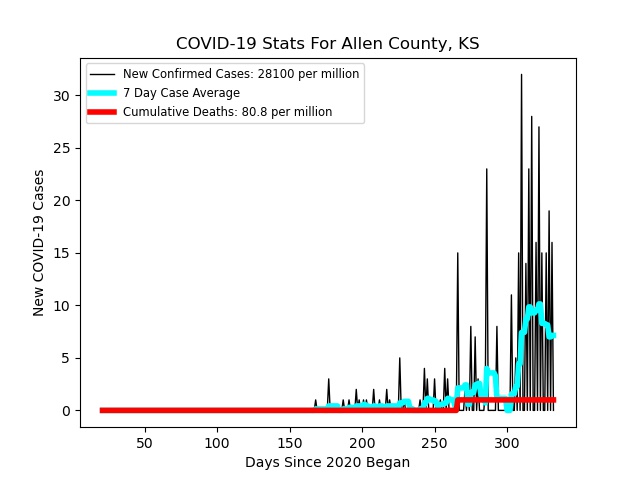 COVID-19 Stats For Allen County, KS
New Confirmed Cases: 28100 per million
7 Day Case Average
Cumulative Deaths: 80.8 per million
New COVID-19 Cases
30
25
20
15
10
5
0
50 100 150 200 250 300
Days Since 2020 Began